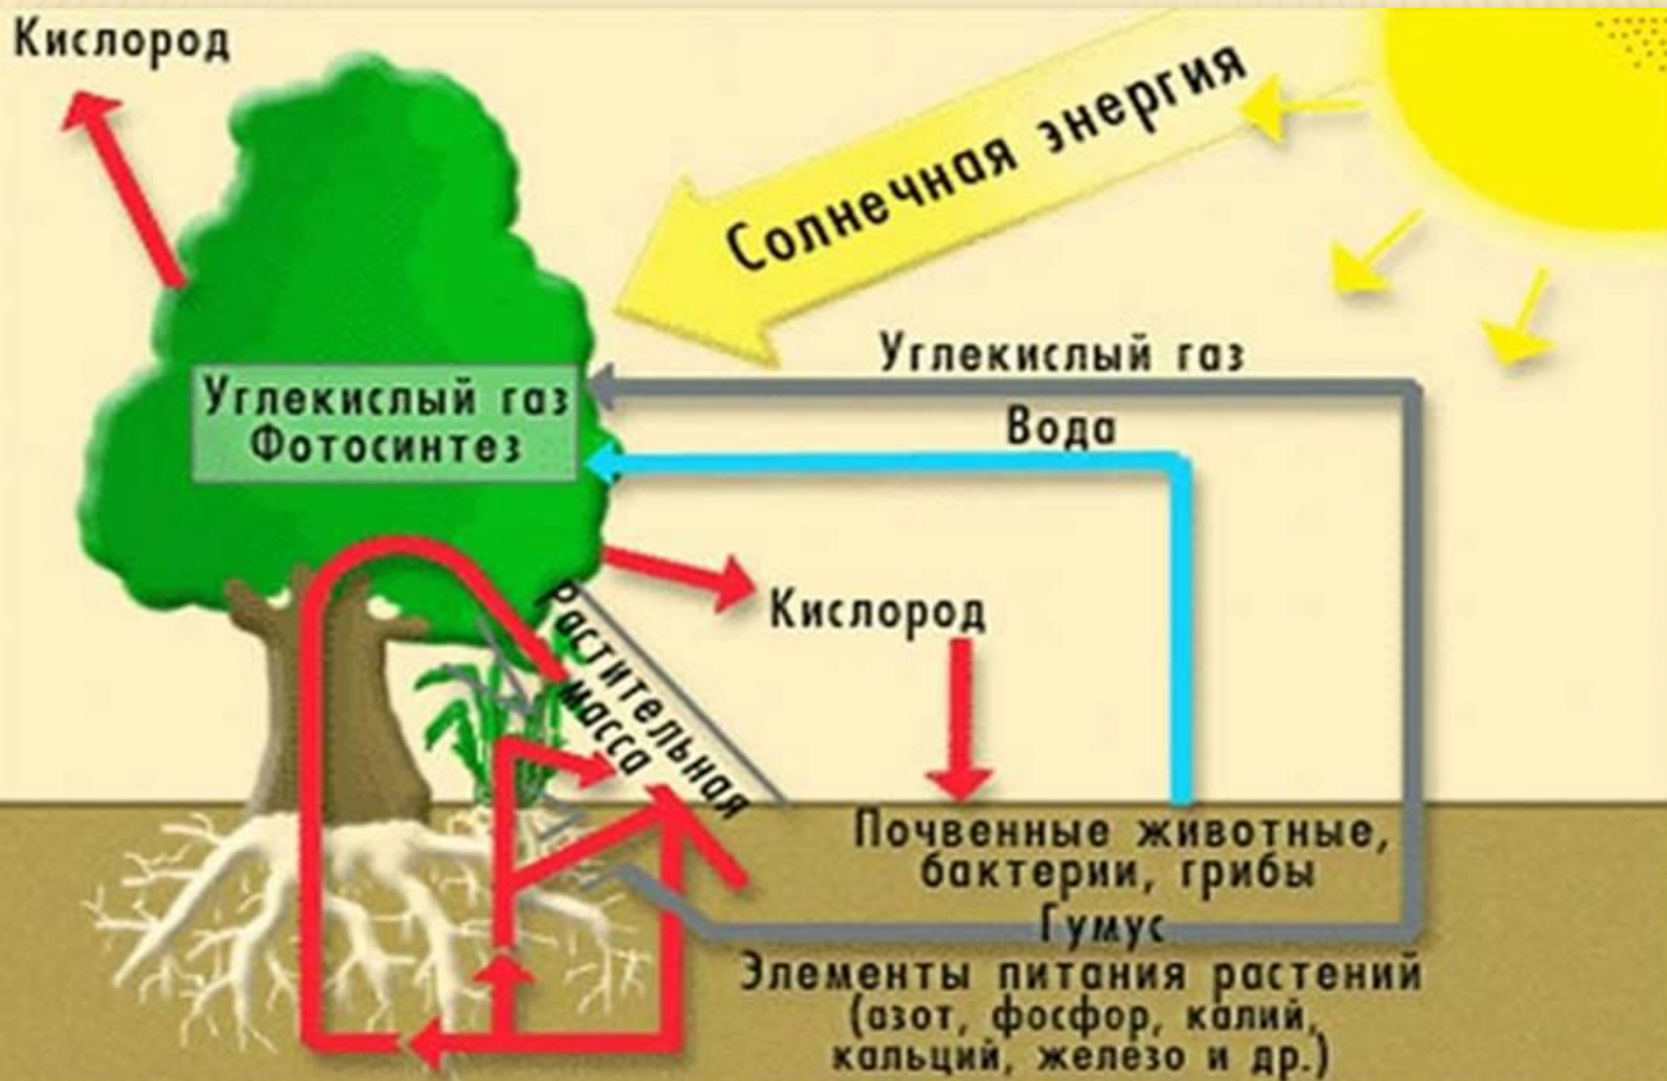 Кислород
Солнечная энергия
Углекислый газ
Углекислый газ
Фотосинтез
Вода
Кислород
Растительная
масса
Почвенные животные,
бактерии, грибы
Гумус
Элементы питания растений
(азот, фосфор, калий,
кальций, железо и др.)